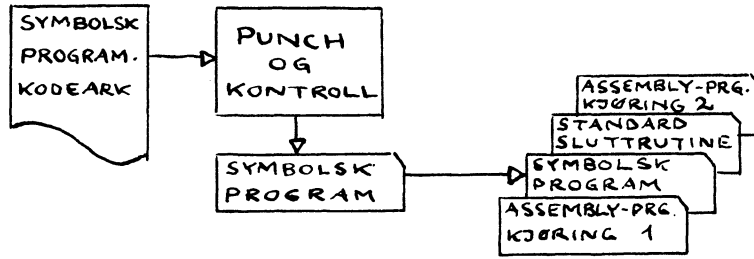 SYMBOLSK
PROGRAM.
KODEARK
PUNCH
OG
KONTROLL
SYMBOLSK
PROGRAM
ASSEMBLY-PRG.
KJØRING 2
STANDARD
SLUTTRUTINE
SYMBOLSK
PROGRAM
ASSEMBLY-PRG.
KJØRING 1